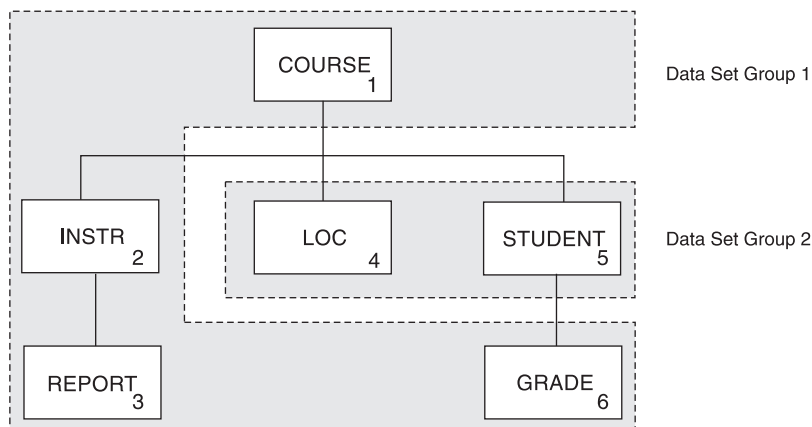 COURSE
1
Data Set Group 1
INSTR
2
LOC
4
STUDENT
5
Data Set Group 2
REPORT
3
GRADE
6